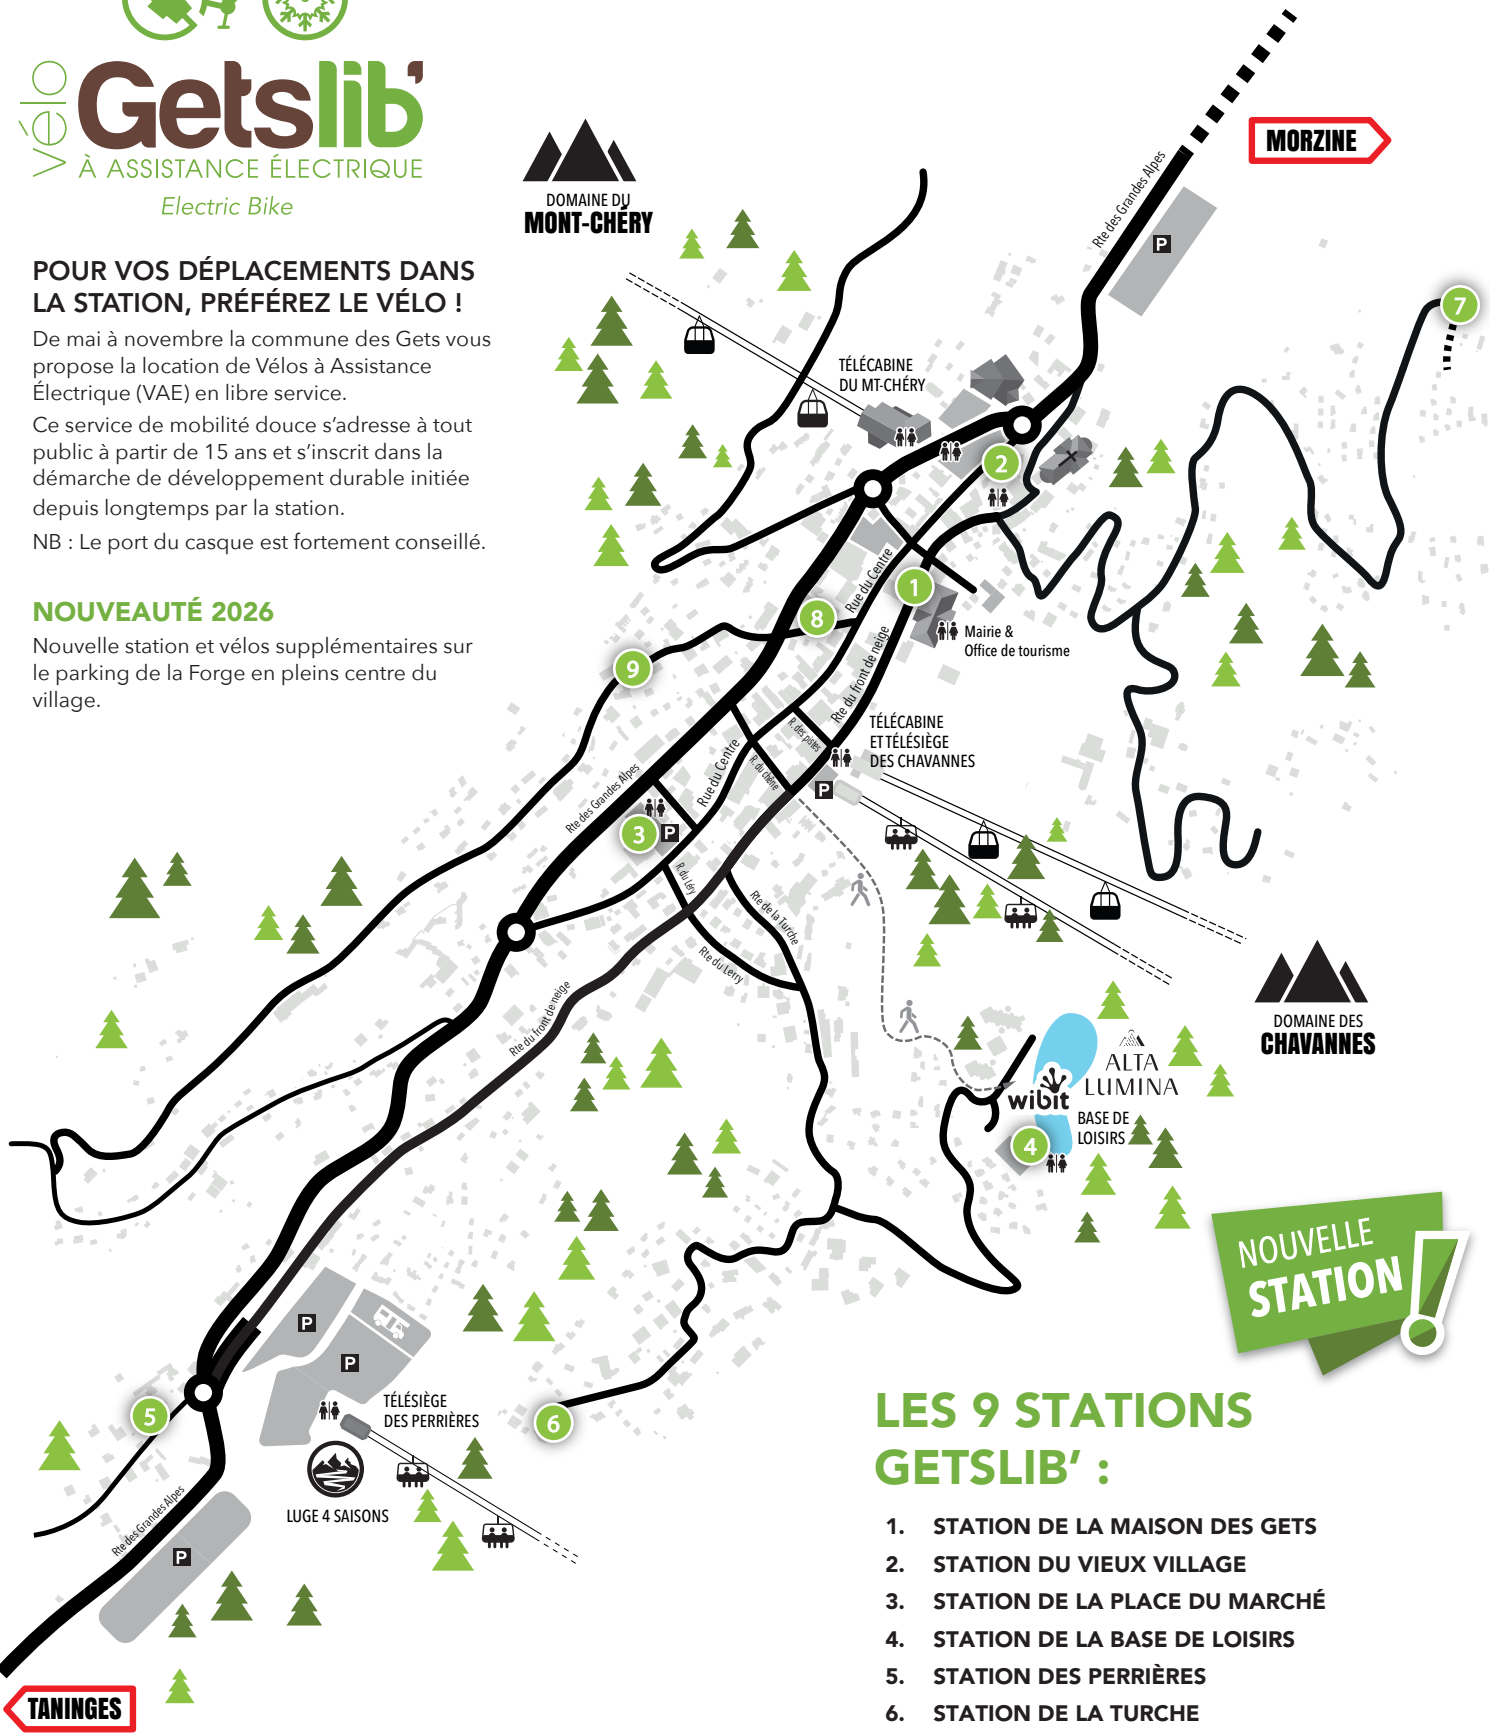 vélo
Getslib'
À ASSISTANCE ÉLECTRIQUE
Electric Bike
POUR VOS DÉPLACEMENTS DANS
LA STATION, PRÉFÉREZ LE VÉLO !
De mai à novembre la commune des Gets vous
propose la location de Vélos à Assistance
Électrique (VAE) en libre service.
Ce service de mobilité douce s’adresse à tout
public à partir de 15 ans et s’inscrit dans la
démarche de développement durable initiée
depuis longtemps par la station.
NB : Le port du casque est fortement conseillé.
NOUVEAUTÉ 2026
Nouvelle station et vélos supplémentaires sur
le parking de la Forge en pleins centre du
village.
DOMAINE DU
MONT-CHÉRY
MORZINE
Rte des Grandes Alpes
P
7
TÉLÉCABINE
DU MT-CHÉRY
2
1
Rue du Centre
8
Mairie &
Office de tourisme
9
Rte du front de neige
R. des pistes
TÉLÉCABINE
ET TÉLÉSIÈGE
DES CHAVANNES
P
R. du chêne
Rue du Centre
Rte des Grandes Alpes
3
P
R. du Léry
Rte de la Turche
Rte du Lerry
Rte du front de neige
DOMAINE DES
CHAVANNES
ALTA
LUMINA
wibit
BASE DE
LOISIRS
4
NOUVELLE
STATION
P
P
5
TÉLÉSIÈGE
DES PERRIÈRES
6
LUGE 4 SAISONS
Rte des Grandes Alpes
P
TANINGES
LES 9 STATIONS
GETSLIB’ :
1. STATION DE LA MAISON DES GETS
2. STATION DU VIEUX VILLAGE
3. STATION DE LA PLACE DU MARCHÉ
4. STATION DE LA BASE DE LOISIRS
5. STATION DES PERRIÈRES
6. STATION DE LA TURCHE